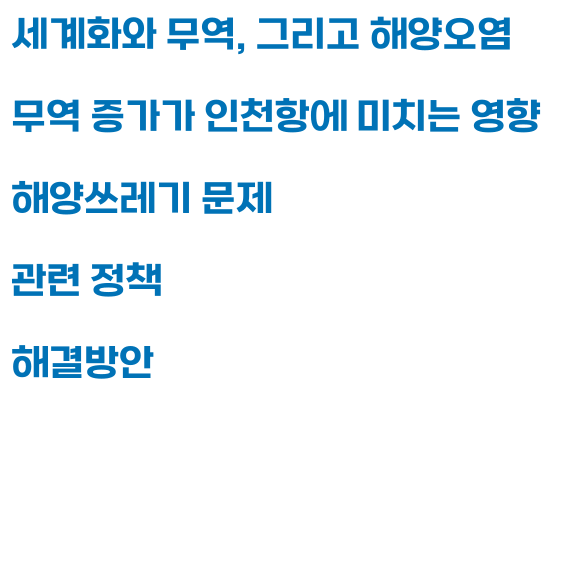 세계화와 무역, 그리고 해양오염
무역 증가가 인천항에 미치는 영향
해양쓰레기 문제
관련 정책
해결방안